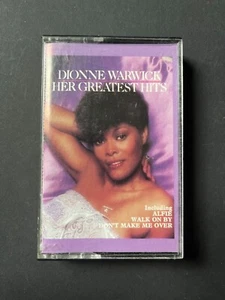 DIONNE WARWICK
HER GREATEST HITS
Including
ALFIE
WALK ON BY
DON'T MAKE ME OVER